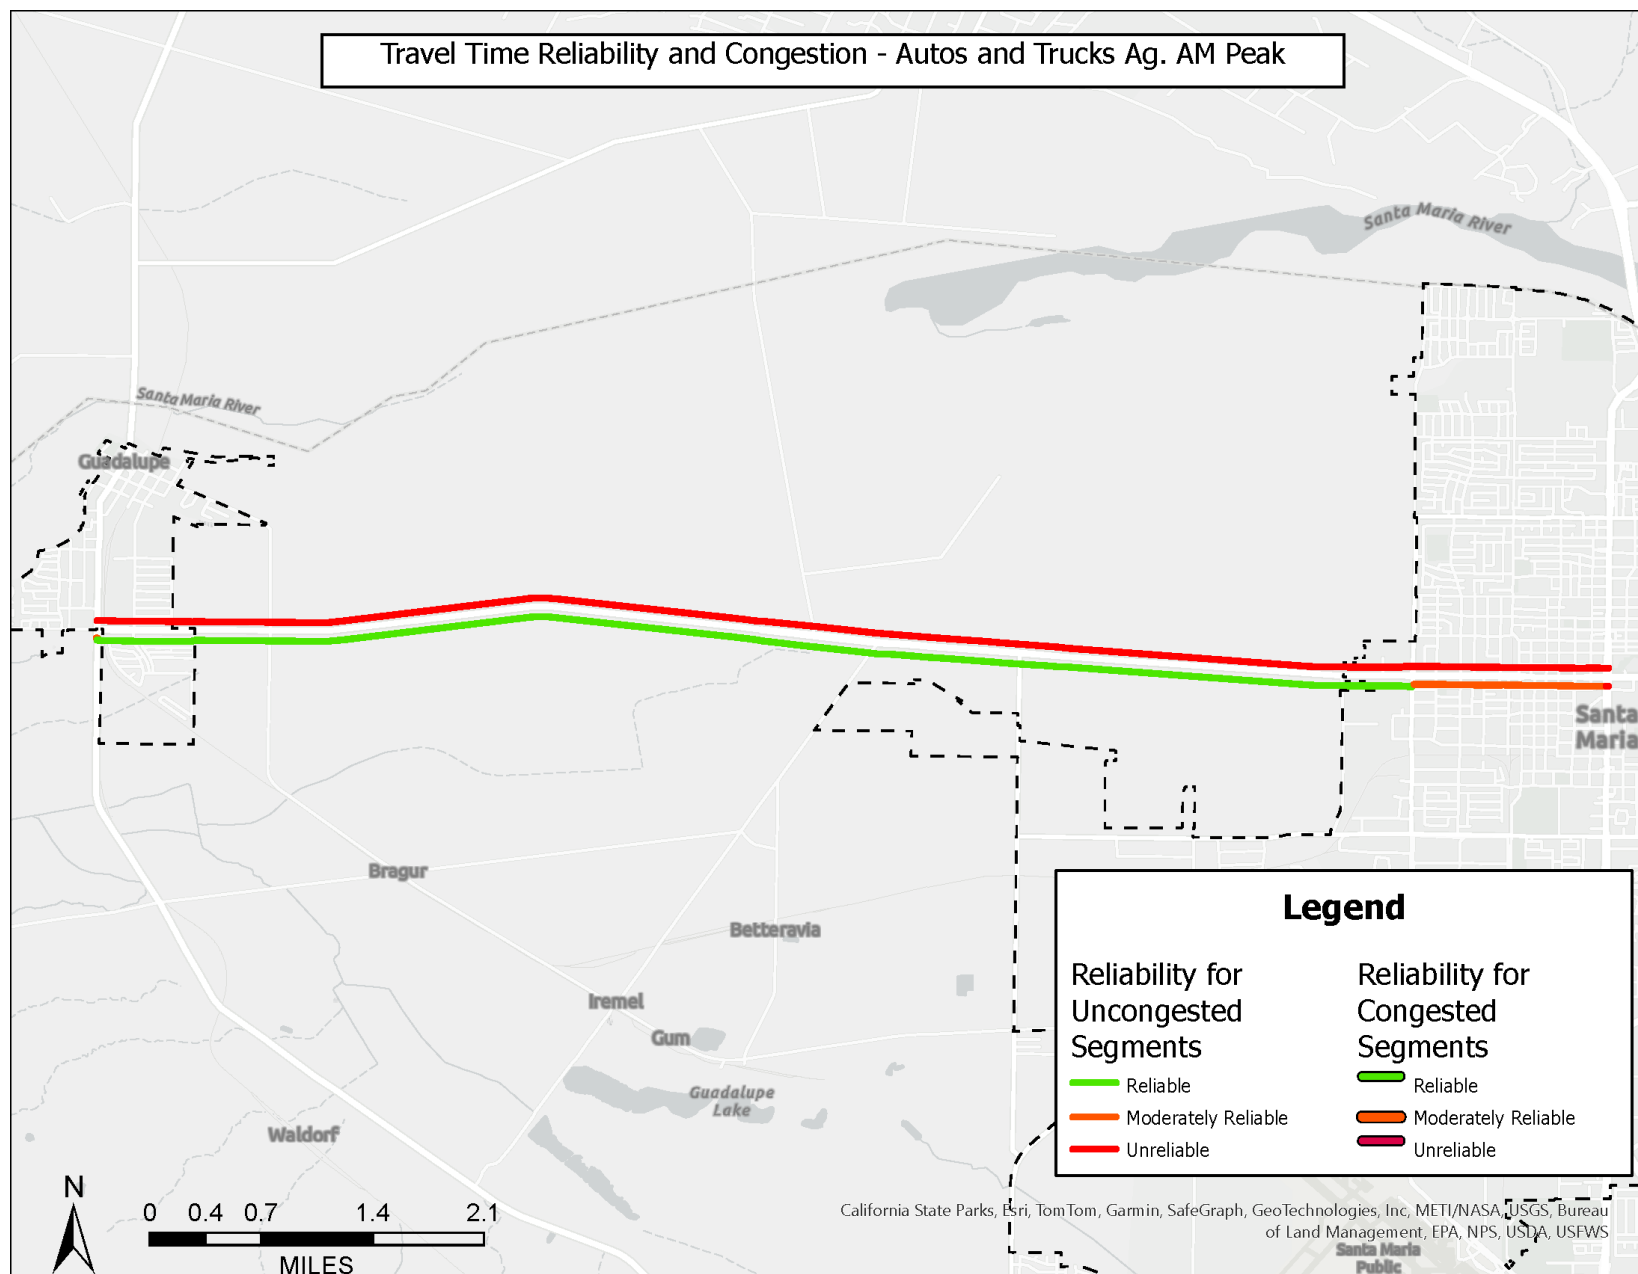 Travel Time Reliability and Congestion - Autos and Trucks Ag. AM Peak
Santa Maria River
Santa Maria River
Guadalupe
Santa
Maria
Bragur
Betteravia
Iremel
Gum
Guadalupe
Lake
Waldorf
Legend
Reliability for
Uncongested
Segments
Reliable
Moderately Reliable
Unreliable
Reliability for
Congested
Segments
Reliable
Moderately Reliable
Unreliable
N
0 0.4 0.7 1.4 2.1
MILES
California State Parks, Esri, TomTom, Garmin, SafeGraph, GeoTechnologies, Inc, METI/NASA, USGS, Bureau
of Land Management, EPA, NPS, USDA, USFWS
Santa Maria
Public